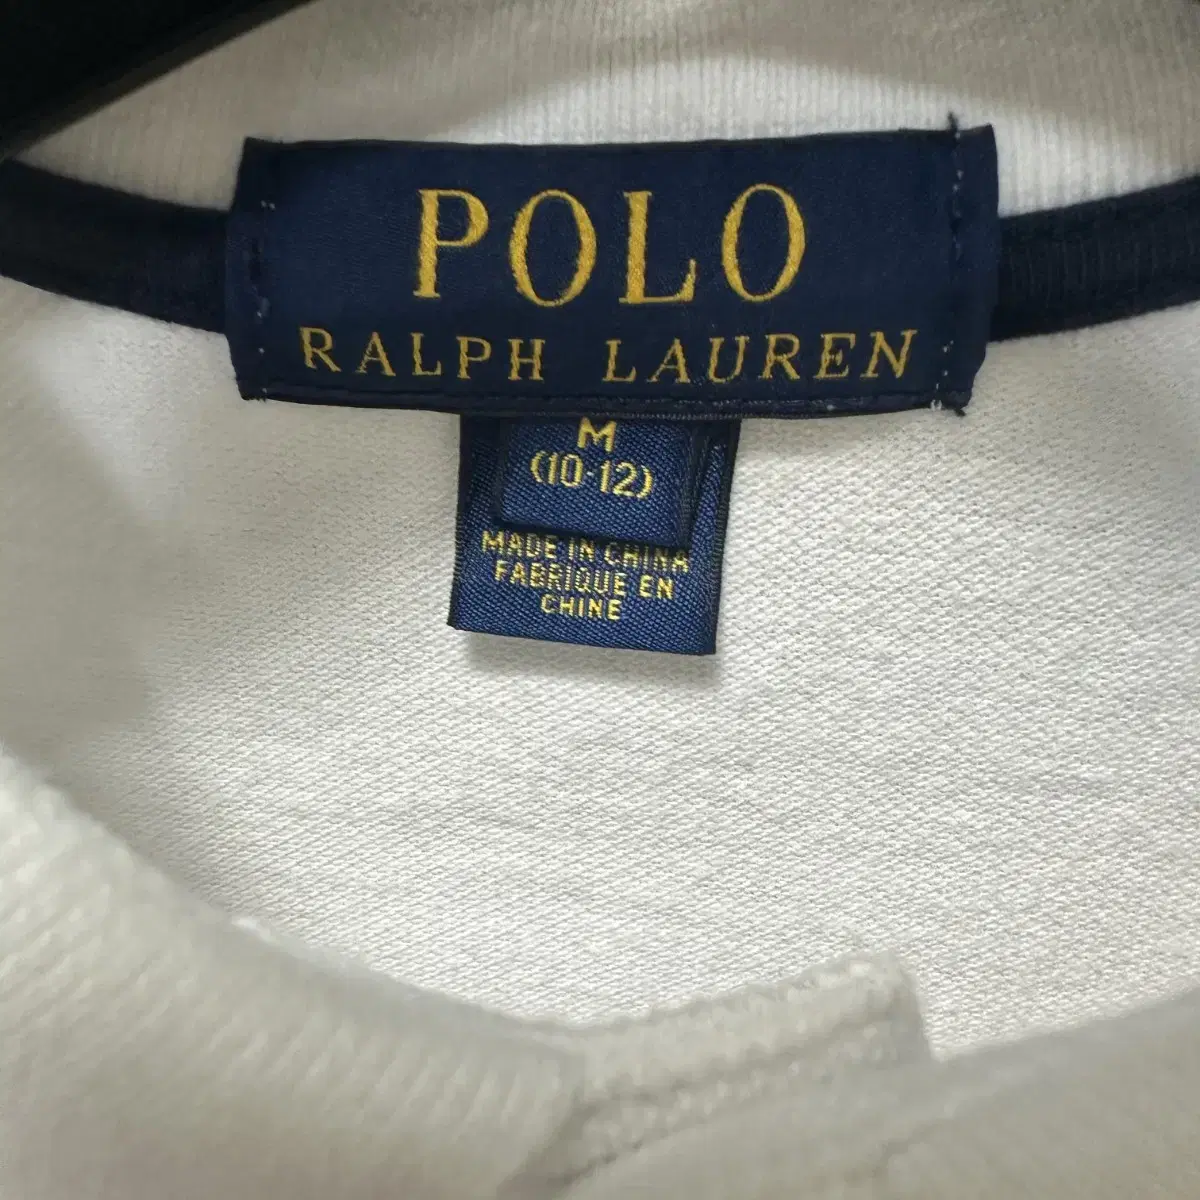 POLO
RALPH LAUREN
M
(10-12)
MADE IN CHINA
FABRIQUE EN
CHINE